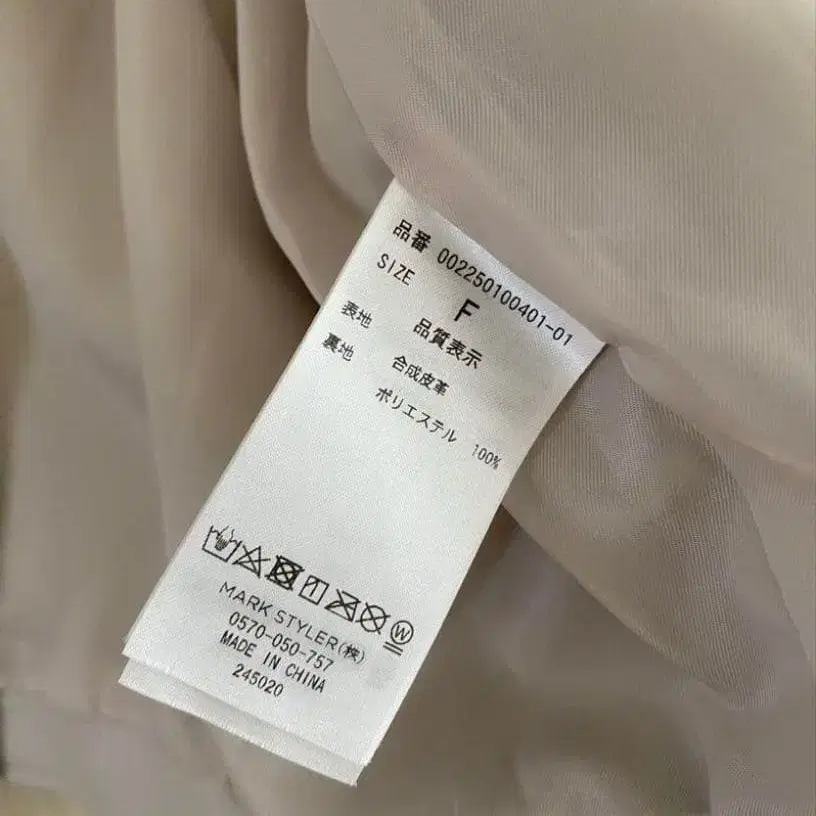 品番 002250100401-01
SIZE F
品質表示
表地 合成皮革
裏地 ポリエステル 100%
W
MARK STYLER(株)
0570-050-757
MADE IN CHINA
245020